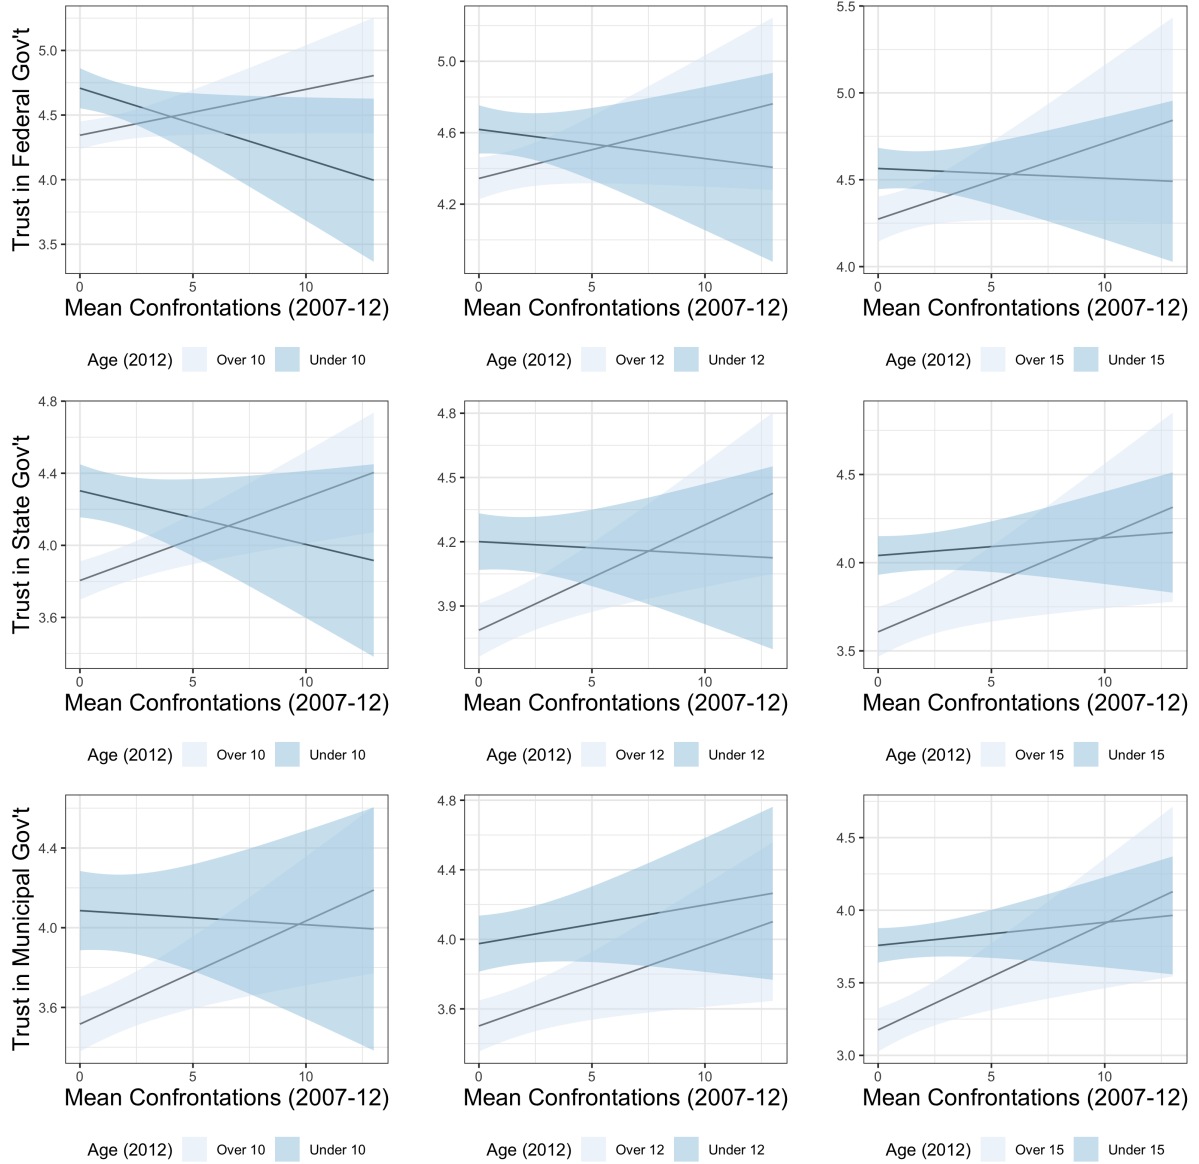 Trust in Federal Gov't
5.0
4.5
4.0
3.5
0 5 10
Mean Confrontations (2007-12)
Age (2012) Over 10 Under 10
5.0
4.6
4.2
0 5 10
Mean Confrontations (2007-12)
Age (2012) Over 12 Under 12
5.5
5.0
4.5
4.0
0 5 10
Mean Confrontations (2007-12)
Age (2012) Over 15 Under 15
Trust in State Gov't
4.8
4.4
4.0
3.6
0 5 10
Mean Confrontations (2007-12)
Age (2012) Over 10 Under 10
4.8
4.5
4.2
3.9
0 5 10
Mean Confrontations (2007-12)
Age (2012) Over 12 Under 12
4.5
4.0
3.5
0 5 10
Mean Confrontations (2007-12)
Age (2012) Over 15 Under 15
Trust in Municipal Gov't
4.4
4.0
3.6
0 5 10
Mean Confrontations (2007-12)
Age (2012) Over 10 Under 10
4.8
4.4
4.0
3.6
0 5 10
Mean Confrontations (2007-12)
Age (2012) Over 12 Under 12
4.5
4.0
3.5
3.0
0 5 10
Mean Confrontations (2007-12)
Age (2012) Over 15 Under 15